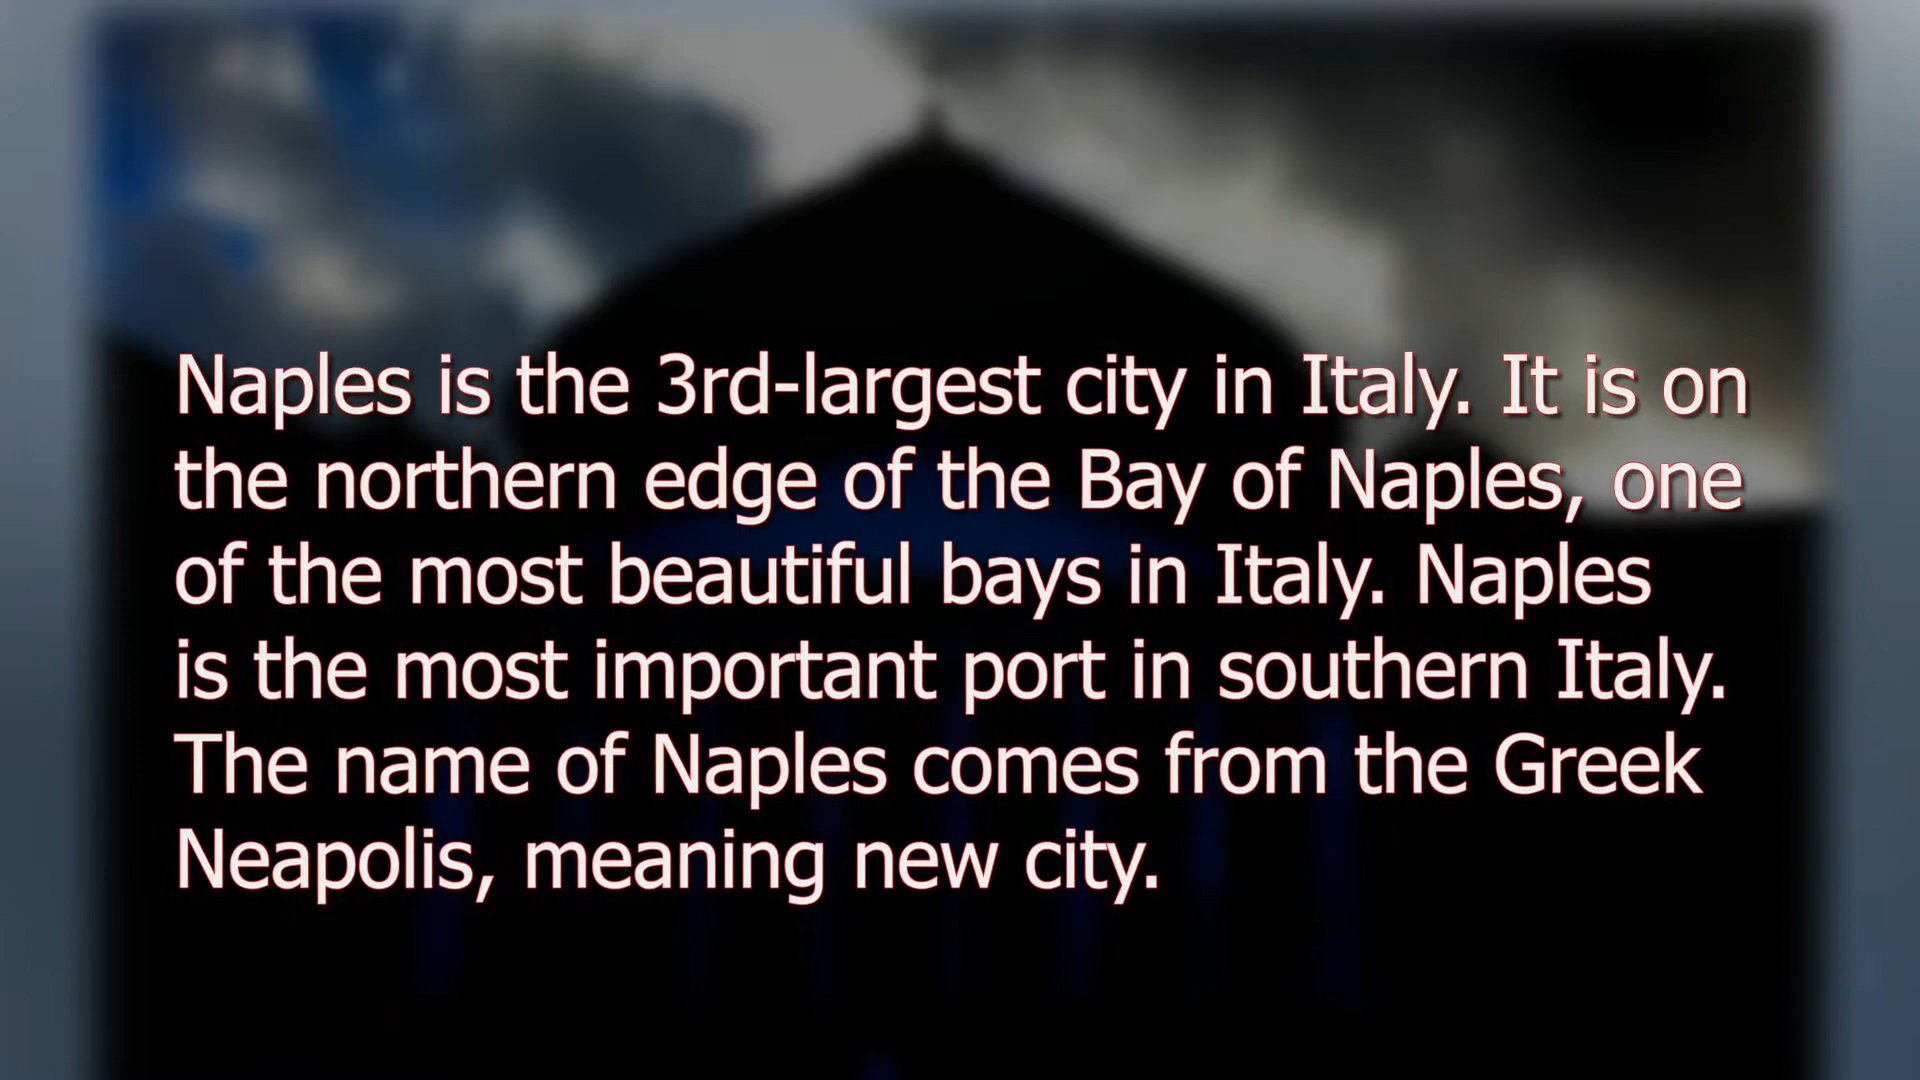 Naples is the 3rd-largest city in Italy. It is on
the northern edge of the Bay of Naples, one
of the most beautiful bays in Italy. Naples
is the most important port in southern Italy.
The name of Naples comes from the Greek
Neapolis, meaning new city.